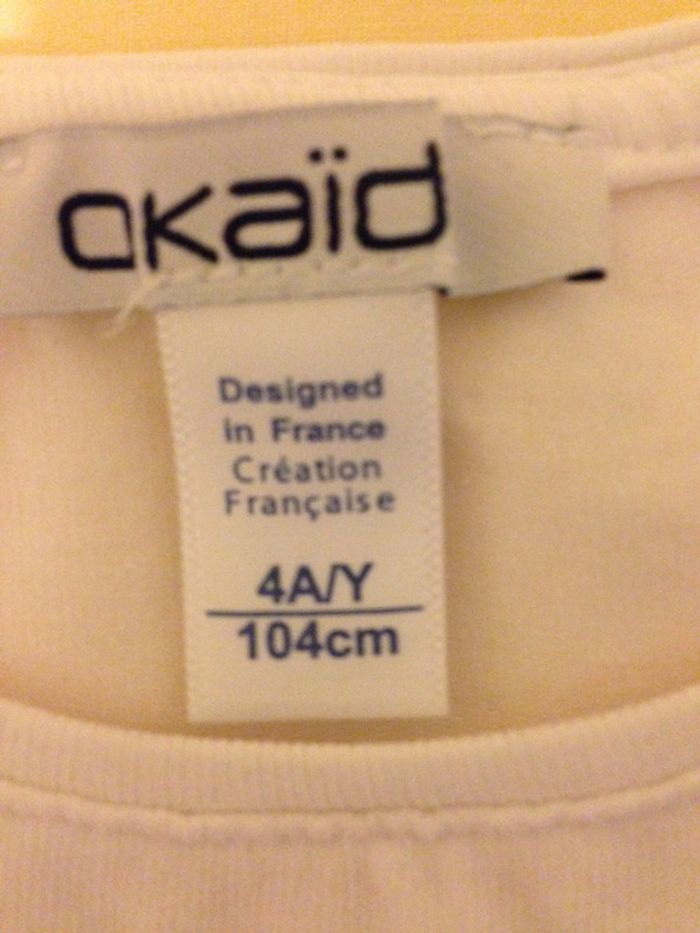 OKaïd
Designed
in France
Création
Française
4A/Y
104cm